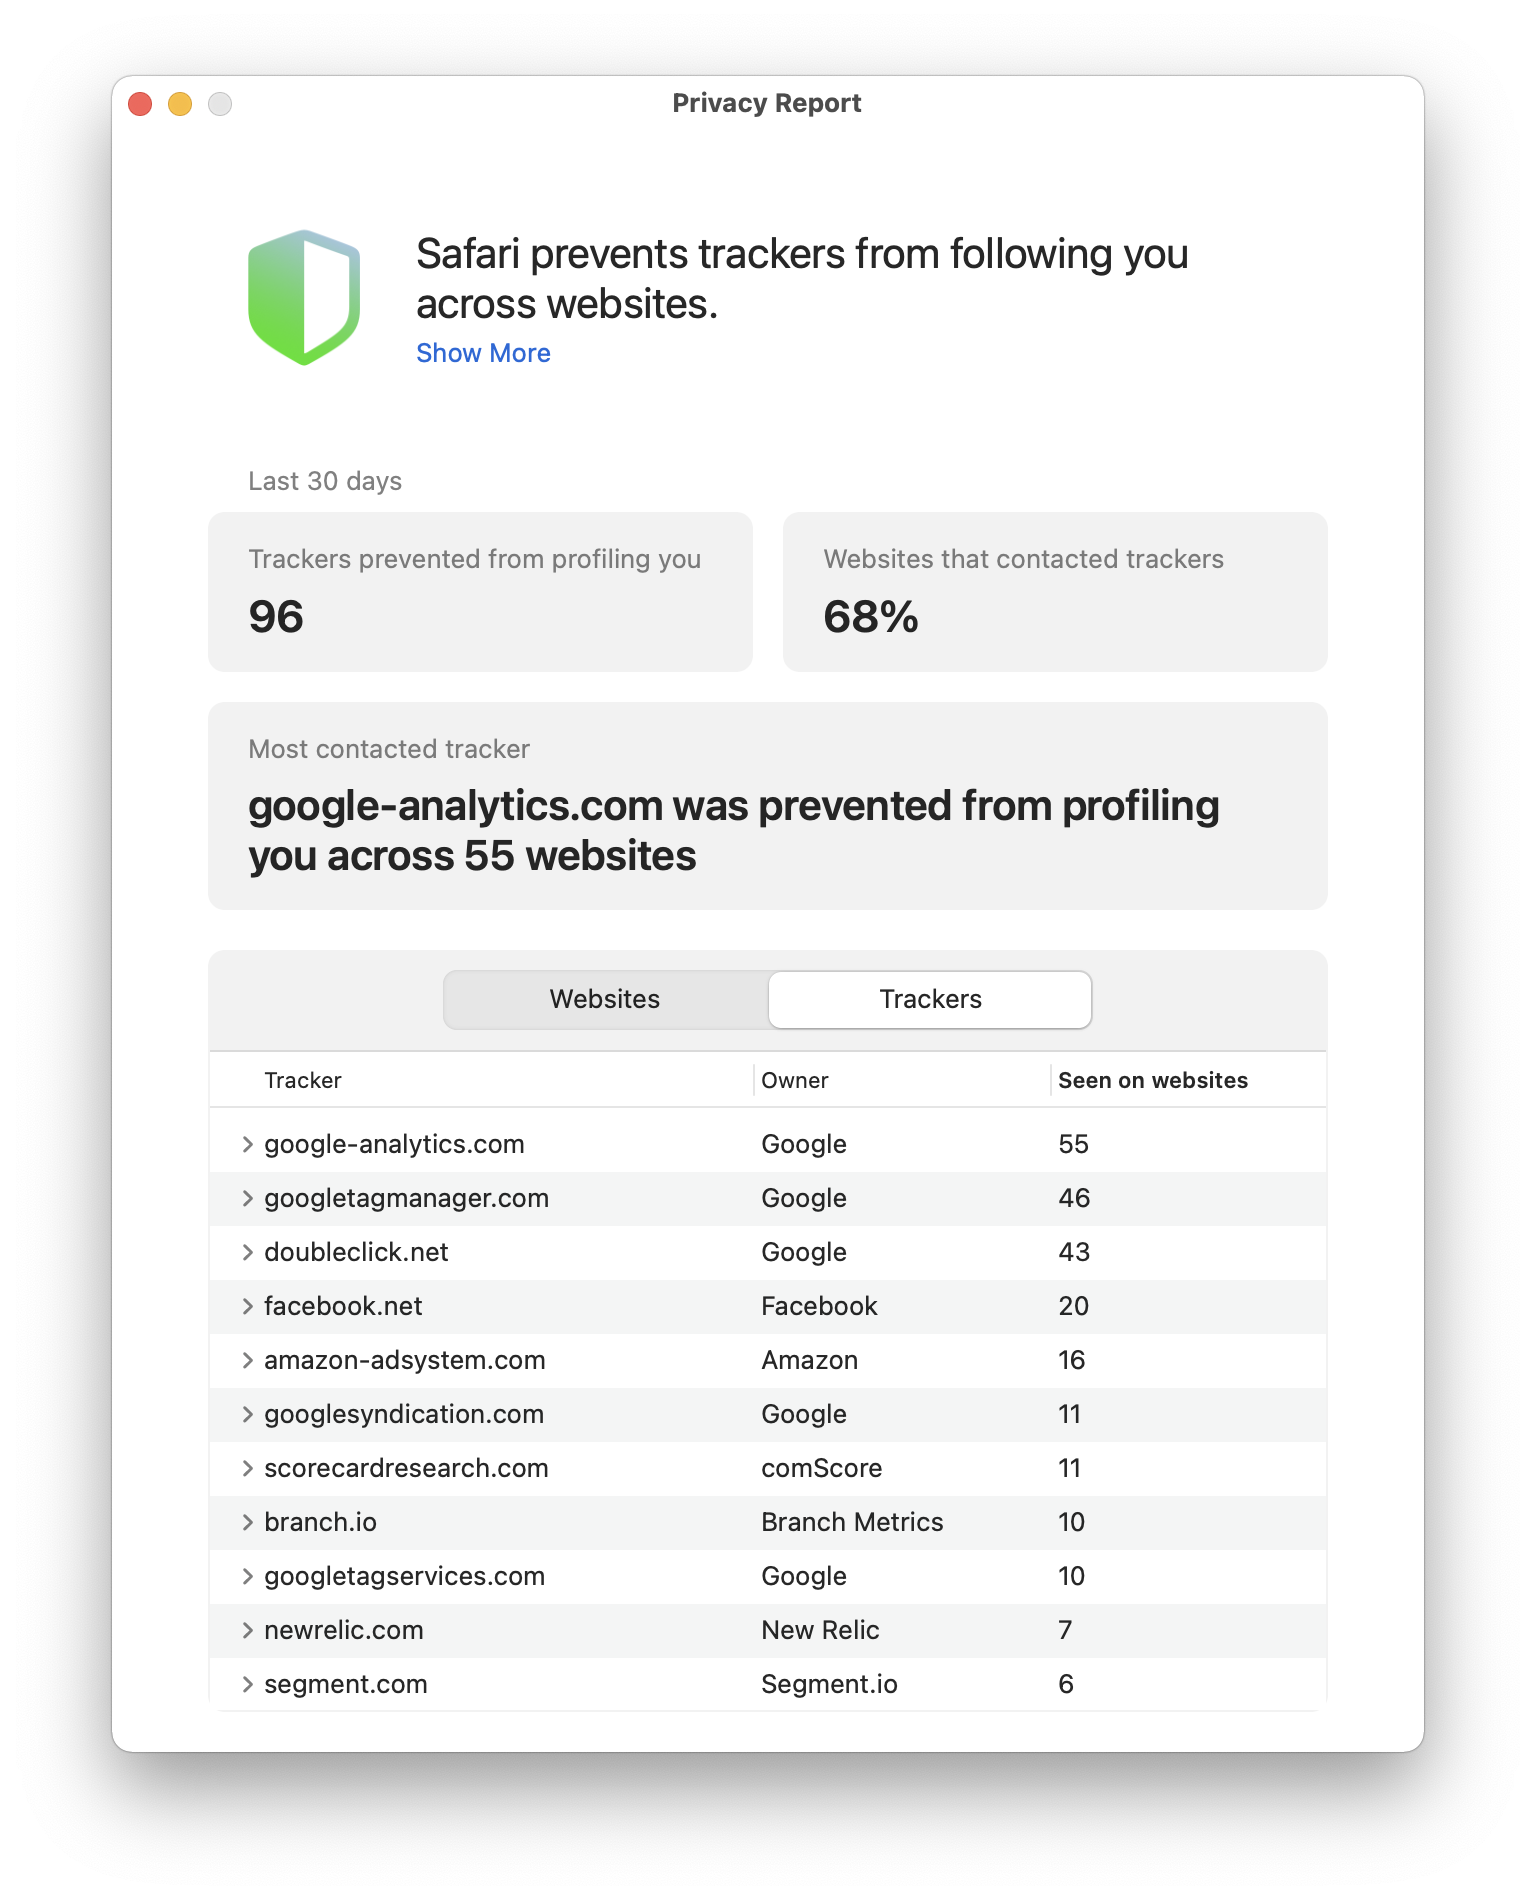 Privacy Report
Safari prevents trackers from following you
across websites.
Show More
Last 30 days
Trackers prevented from profiling you
96
Websites that contacted trackers
68%
Most contacted tracker
google-analytics.com was prevented from profiling
you across 55 websites
Websites Trackers
Tracker Owner Seen on websites
google-analytics.com Google 55
googletagmanager.com Google 46
doubleclick.net Google 43
facebook.net Facebook 20
amazon-adsystem.com Amazon 16
googlesyndication.com Google 11
scorecardresearch.com comScore 11
branch.io Branch Metrics 10
googletagservices.com Google 10
newrelic.com New Relic 7
segment.com Segment.io 6